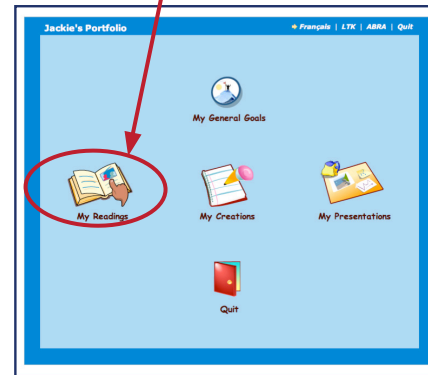 Jackie's Portfolio
Français | LTK | ABRA | Quit
My General Goals
My Readings
My Creations
My Presentations
Quit